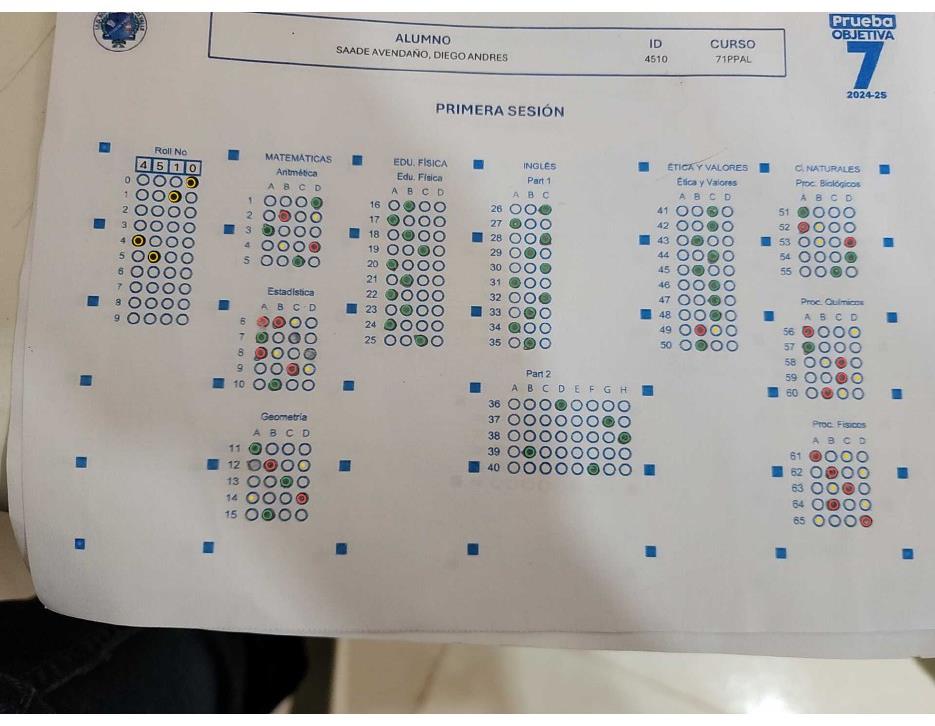 Prueba
OBJETIVA
7
2024-25
ALUMNO
SAADE AVENDAÑO, DIEGO ANDRES
ID
4510
CURSO
71PPAL
PRIMERA SESIÓN
Roll No
4 5 1 0
0
1
2
3
4
5
6
7
8
9
MATEMÁTICAS
Aritmética
A B C D
1
2
3
4
5
Estadística
A B C D
6
7
8
9
10
Geometría
A B C D
11
12
13
14
15
EDU. FÍSICA
Edu. Física
A B C D
16
17
18
19
20
21
22
23
24
25
INGLÉS
Part 1
A B C
26
27
28
29
30
31
32
33
34
35
Part 2
A B C D E F G H
36
37
38
39
40
ÉTICA Y VALORES
Ética y Valores
A B C D
41
42
43
44
45
46
47
48
49
50
C. NATURALES
Proc. Biológicos
A B C D
51
52
53
54
55
Proc. Químicos
A B C D
56
57
58
59
60
Proc. Físicos
A B C D
61
62
63
64
65